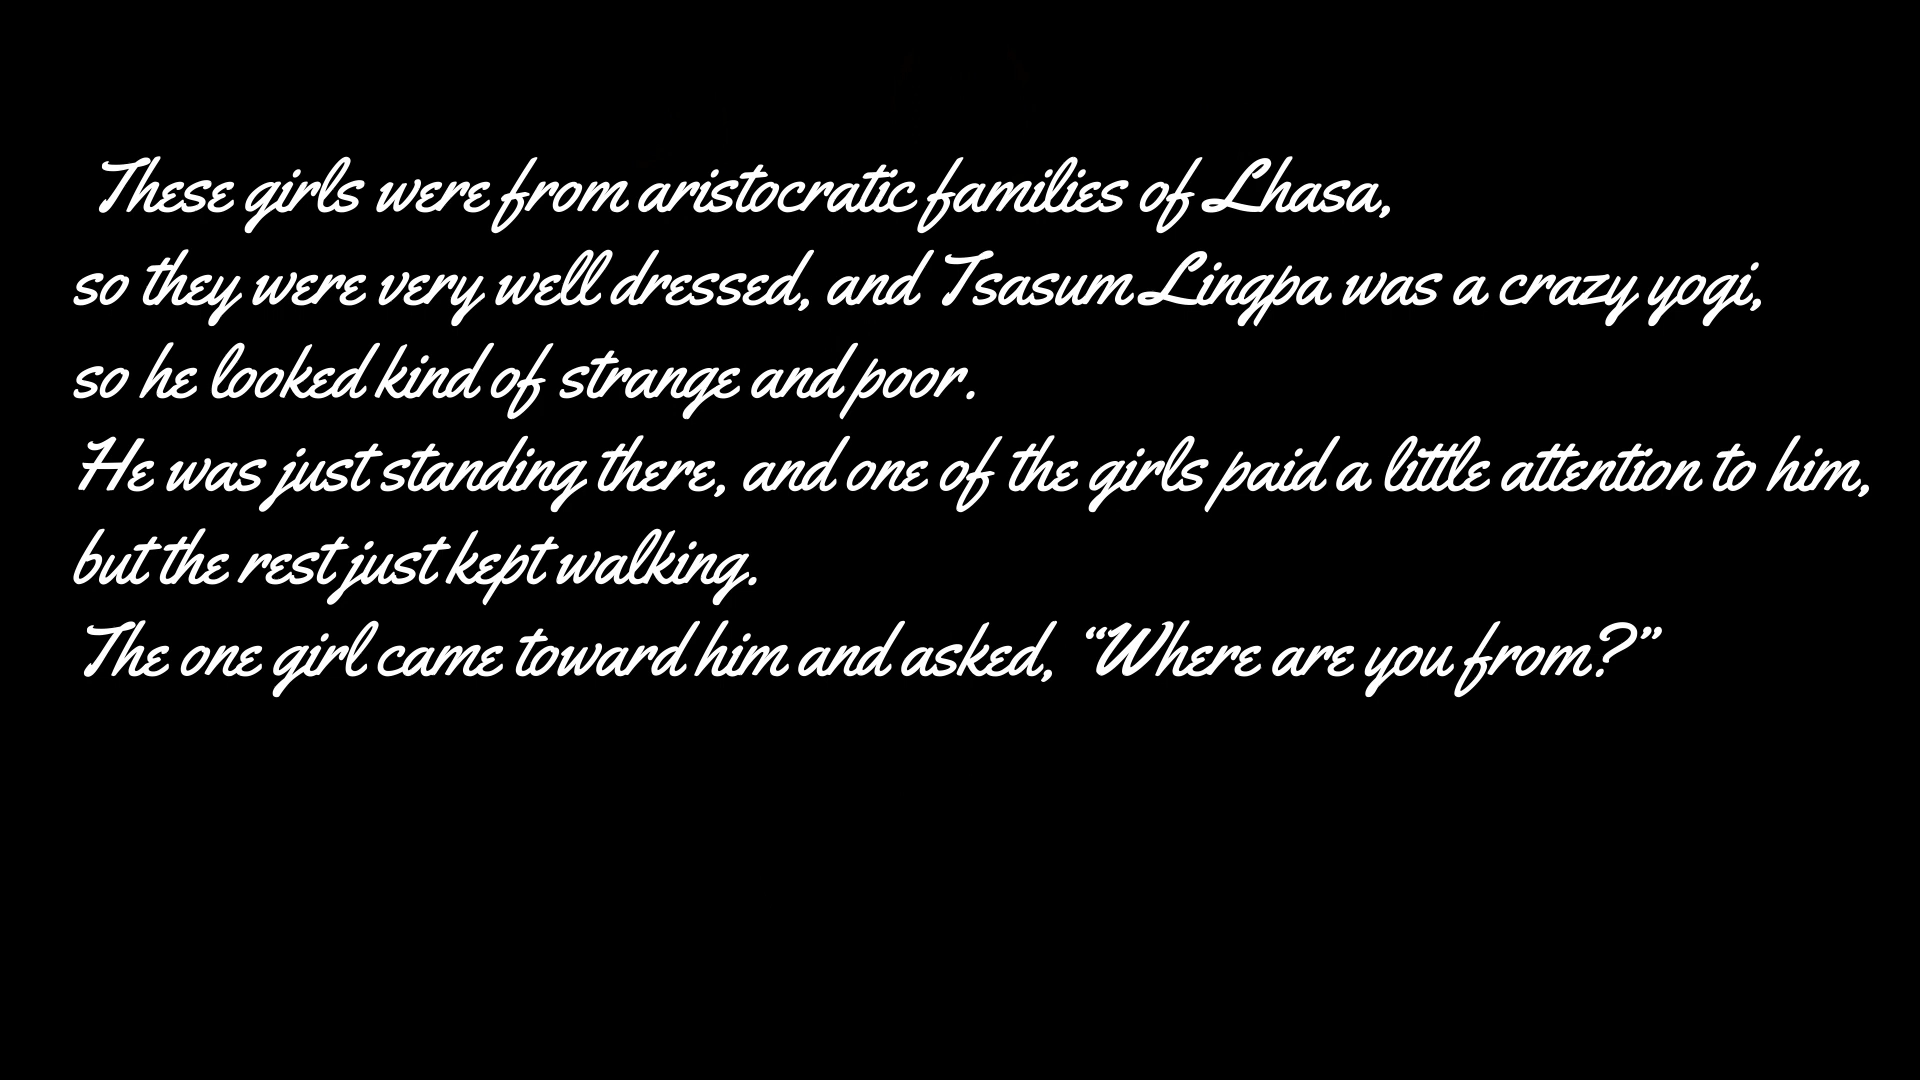 These girls were from aristocratic families of Lhasa,
so they were very well dressed, and Tsasum Lingpa was a crazy yogi,
so he looked kind of strange and poor.
He was just standing there, and one of the girls paid a little attention to him,
but the rest just kept walking.
The one girl came toward him and asked, “Where are you from?”